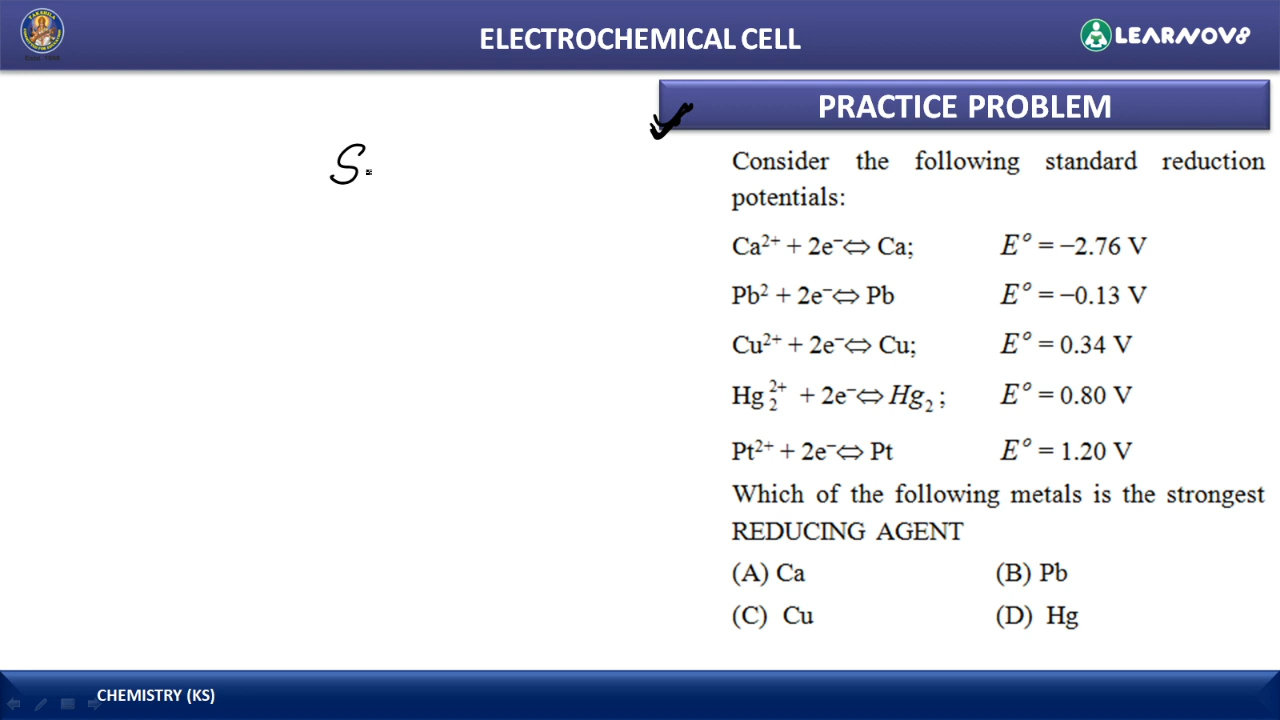 ELECTROCHEMICAL CELL
LEARNOV8
PRACTICE PROBLEM
S.
Consider the following standard reduction
potentials:
Ca²⁺ + 2e⁻⇔ Ca; E° = −2.76 V
Pb² + 2e⁻⇔ Pb E° = −0.13 V
Cu²⁺ + 2e⁻⇔ Cu; E° = 0.34 V
Hg₂²⁺ + 2e⁻⇔ Hg₂ ; E° = 0.80 V
Pt²⁺ + 2e⁻⇔ Pt E° = 1.20 V
Which of the following metals is the strongest
REDUCING AGENT
(A) Ca (B) Pb
(C) Cu (D) Hg
CHEMISTRY (KS)